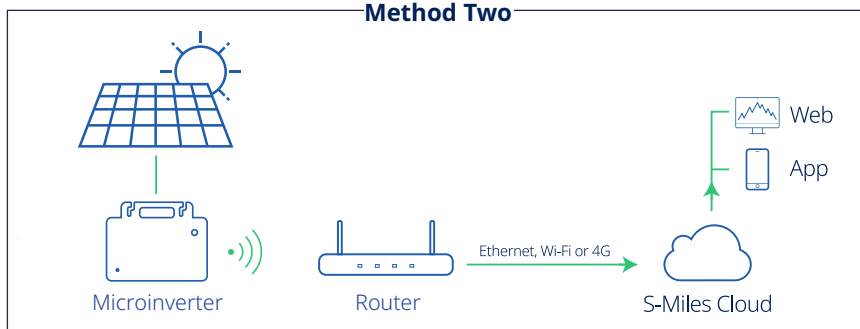 Method Two
Web
App
Ethernet, Wi-Fi or 4G
Microinverter
Router
S-Miles Cloud